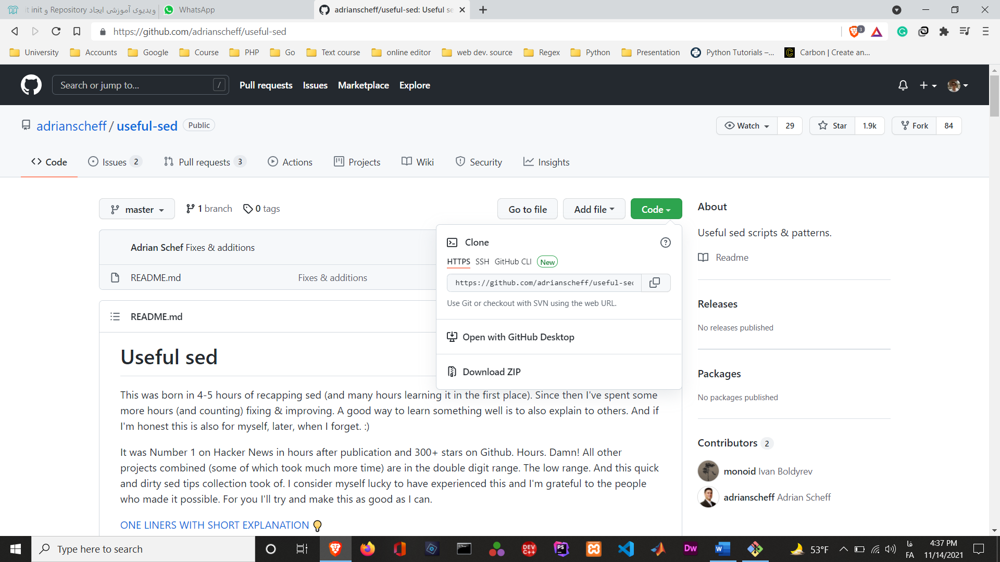 it init و Repository ویدیوی آموزشی ایجاد
WhatsApp
adrianscheff/useful-sed: Useful se
https://github.com/adrianscheff/useful-sed
3
University
Accounts
Google
Course
PHP
Go
Text course
online editor
web dev. source
Regex
Python
Presentation
Python Tutorials –...
Carbon | Create an...
Search or jump to...
/
Pull requests
Issues
Marketplace
Explore
adrianscheff / useful-sed
Public
Watch
29
Star
1.9k
Fork
84
Code
Issues 2
Pull requests 3
Actions
Projects
Wiki
Security
Insights
master
1 branch
0 tags
Go to file
Add file
Code
Adrian Schef Fixes & additions
README.md
Fixes & additions
README.md
Clone
HTTPS
SSH
GitHub CLI
New
https://github.com/adrianscheff/useful-sed
Use Git or checkout with SVN using the web URL.
Open with GitHub Desktop
Download ZIP
Useful sed
This was born in 4-5 hours of recapping sed (and many hours learning it in the first place). Since then I've spent some
more hours (and counting) fixing & improving. A good way to learn something well is to also explain to others. And if
I'm honest this is also for myself, later, when I forget. :)
It was Number 1 on Hacker News in hours after publication and 300+ stars on Github. Hours. Damn! All other
projects combined (some of which took much more time) are in the double digit range. The low range. And this quick
and dirty sed tips collection took of. I consider myself lucky to have experienced this and I'm grateful to the people
who made it possible. For you I'll try and make this as good as I can.
ONE LINERS WITH SHORT EXPLANATION
About
Useful sed scripts & patterns.
Readme
Releases
No releases published
Packages
No packages published
Contributors 2
monoid Ivan Boldyrev
adrianscheff Adrian Scheff
Type here to search
DEV C++
PS
Dw
W
53°F
فا
FA
4:37 PM
11/14/2021